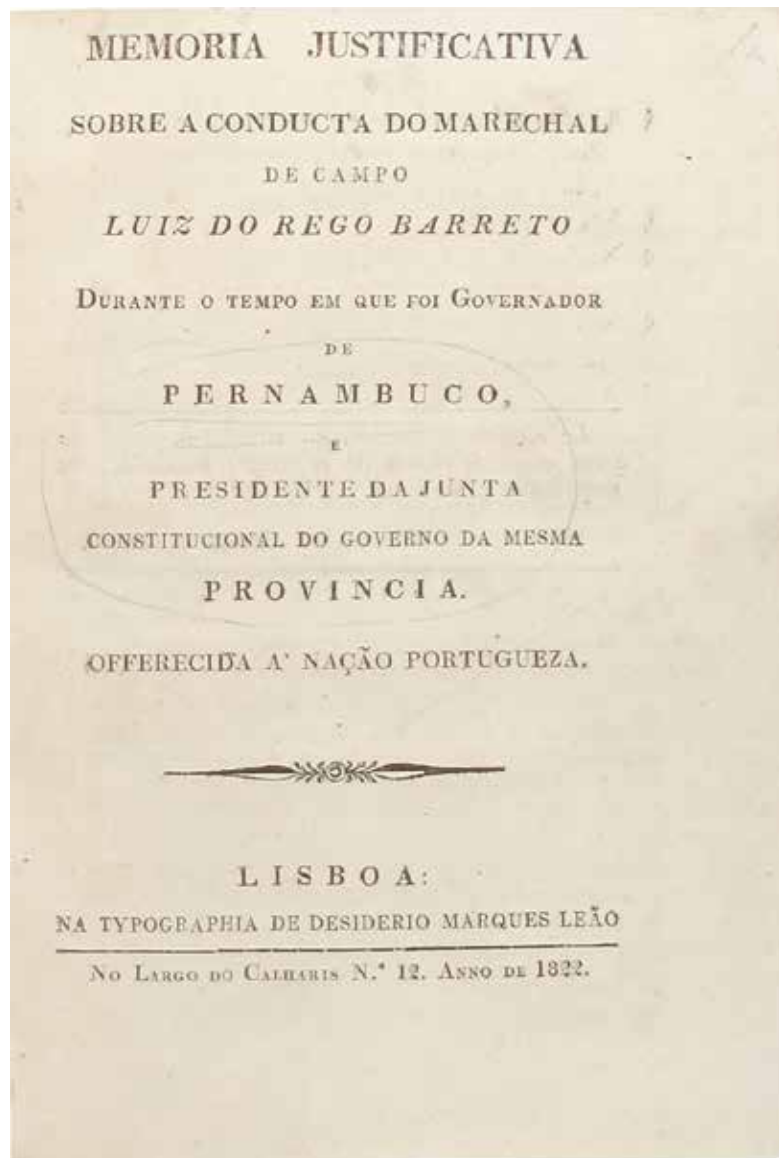 MEMORIA JUSTIFICATIVA
SOBRE A CONDUCTA DO MARECHAL
DE CAMPO
LUIZ DO REGO BARRETO
DURANTE O TEMPO EM QUE FOI GOVERNADOR
DE
PERNAMBUCO,
E
PRESIDENTE DA JUNTA
CONSTITUCIONAL DO GOVERNO DA MESMA
PROVINCIA.
OFFERECIDA A' NAÇÃO PORTUGUEZA.
LISBOA:
NA TYPOGRAPHIA DE DESIDERIO MARQUES LEÃO
NO LARGO DO CALHARIS N.º 12. ANNO DE 1822.